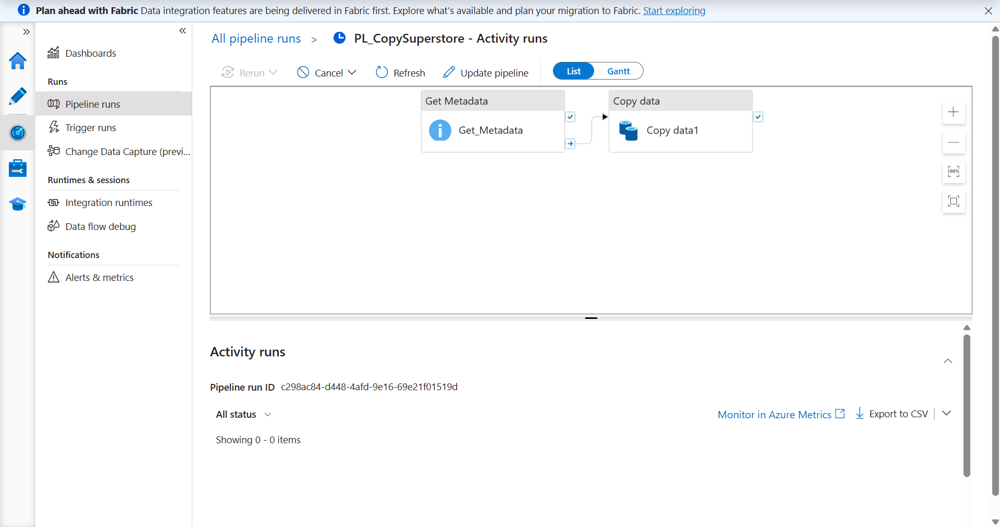 Plan ahead with Fabric Data integration features are being delivered in Fabric first. Explore what's available and plan your migration to Fabric. Start exploring
Dashboards
Runs
Pipeline runs
Trigger runs
Change Data Capture (previ...
Runtimes & sessions
Integration runtimes
Data flow debug
Notifications
Alerts & metrics
All pipeline runs > PL_CopySuperstore - Activity runs
Rerun Cancel Refresh Update pipeline List Gantt
Get Metadata
Get_Metadata
Copy data
Copy data1
100%
Activity runs
Pipeline run ID c298ac84-d448-4afd-9e16-69e21f01519d
All status
Monitor in Azure Metrics Export to CSV
Showing 0 - 0 items